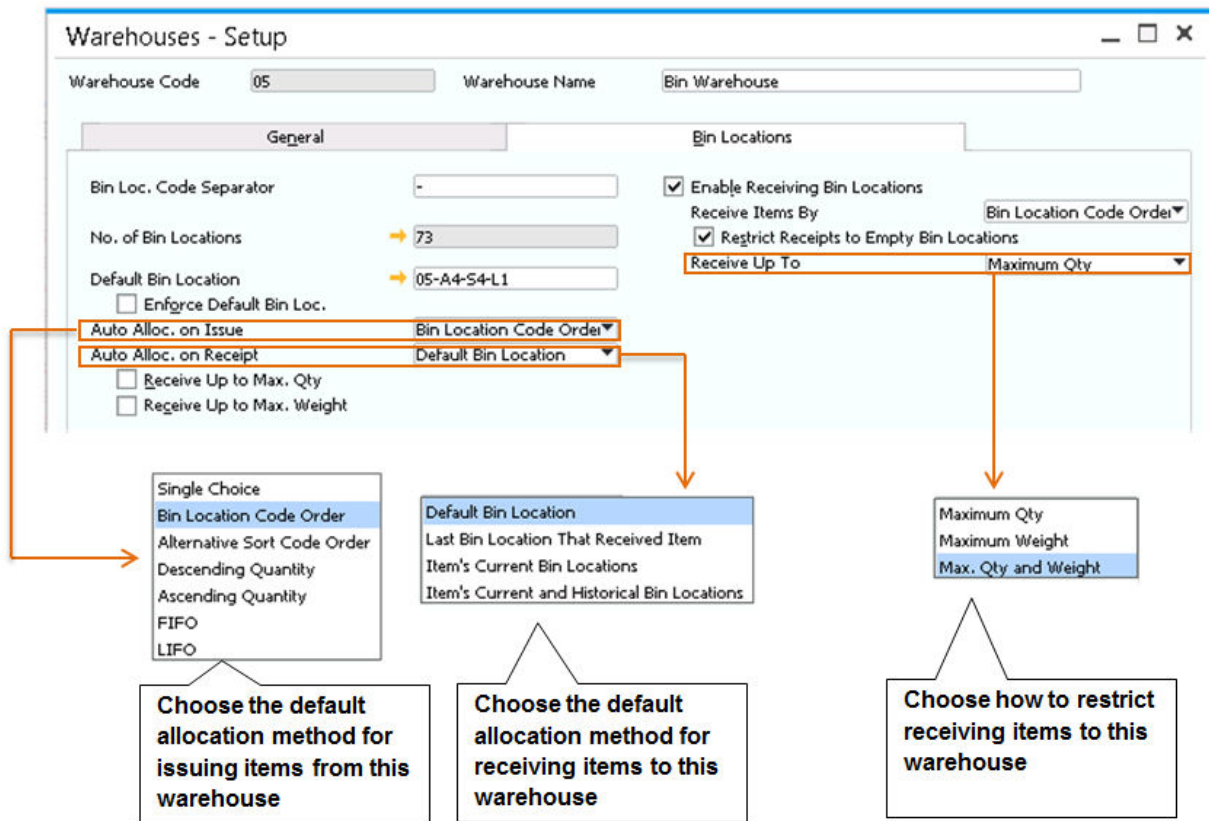 Warehouses - Setup
Warehouse Code 05 Warehouse Name Bin Warehouse
General Bin Locations
Bin Loc. Code Separator -
No. of Bin Locations 73
Default Bin Location 05-A4-S4-L1
Enforce Default Bin Loc.
Auto Alloc. on Issue Bin Location Code Order
Auto Alloc. on Receipt Default Bin Location
Receive Up to Max. Qty
Receive Up to Max. Weight
Enable Receiving Bin Locations
Receive Items By Bin Location Code Order
Restrict Receipts to Empty Bin Locations
Receive Up To Maximum Qty
Single Choice
Bin Location Code Order
Alternative Sort Code Order
Descending Quantity
Ascending Quantity
FIFO
LIFO
Default Bin Location
Last Bin Location That Received Item
Item's Current Bin Locations
Item's Current and Historical Bin Locations
Maximum Qty
Maximum Weight
Max. Qty and Weight
Choose the default
allocation method for
issuing items from this
warehouse
Choose the default
allocation method for
receiving items to this
warehouse
Choose how to restrict
receiving items to this
warehouse